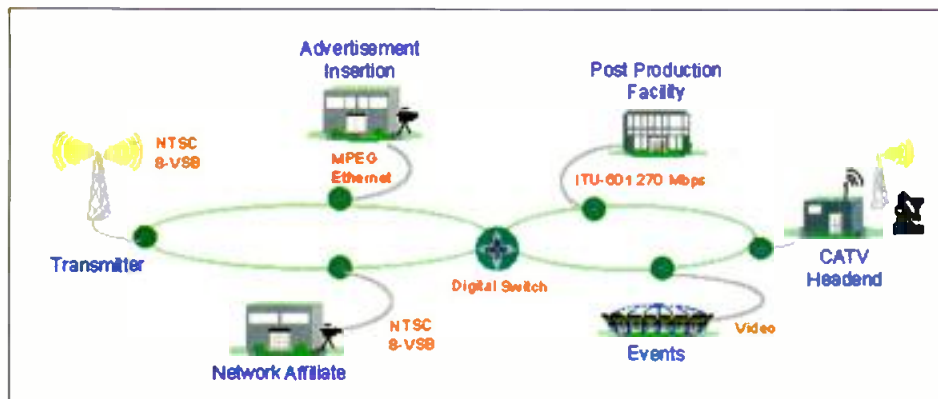 Advertisement
Insertion
Post Production
Facility
NTSC
8-VSB
MPEG
Ethernet
ITU-601 270 Mbps
Transmitter
Digital Switch
CATV
Headend
NTSC
8-VSB
Video
Network Affiliate
Events